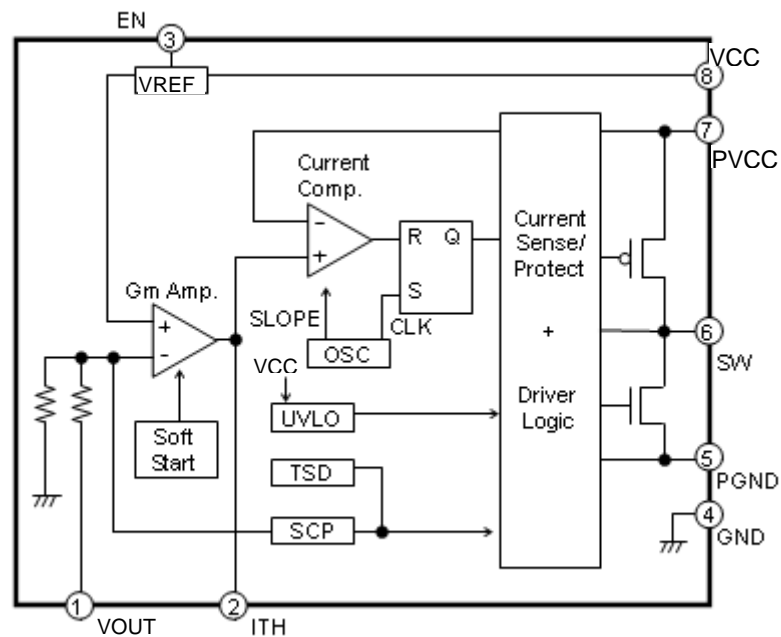 EN
3
VCC
8
VREF
7
PVCC
Current
Comp.
-
+
R Q
S
Current
Sense/
Protect
+
Driver
Logic
Gm Amp.
+
-
SLOPE
CLK
OSC
6
SW
VCC
UVLO
Soft
Start
TSD
SCP
5
PGND
4
GND
1
VOUT
2
ITH